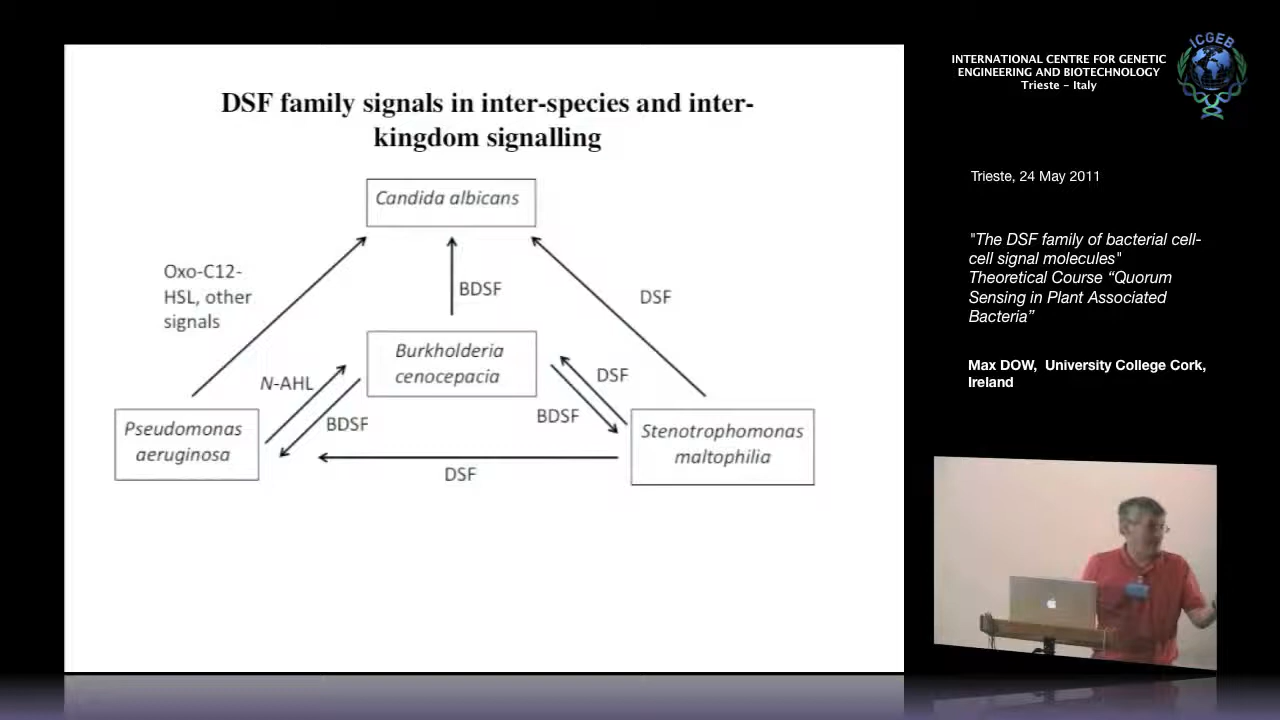 DSF family signals in inter-species and inter-
kingdom signalling
Candida albicans
Oxo-C12-
HSL, other
signals
BDSF
DSF
Burkholderia
cenocepacia
N-AHL
BDSF
DSF
BDSF
Pseudomonas
aeruginosa
Stenotrophomonas
maltophilia
DSF
INTERNATIONAL CENTRE FOR GENETIC
ENGINEERING AND BIOTECHNOLOGY
Trieste - Italy
ICGEB
Trieste, 24 May 2011
"The DSF family of bacterial cell-
cell signal molecules"
Theoretical Course “Quorum
Sensing in Plant Associated
Bacteria”
Max DOW, University College Cork,
Ireland